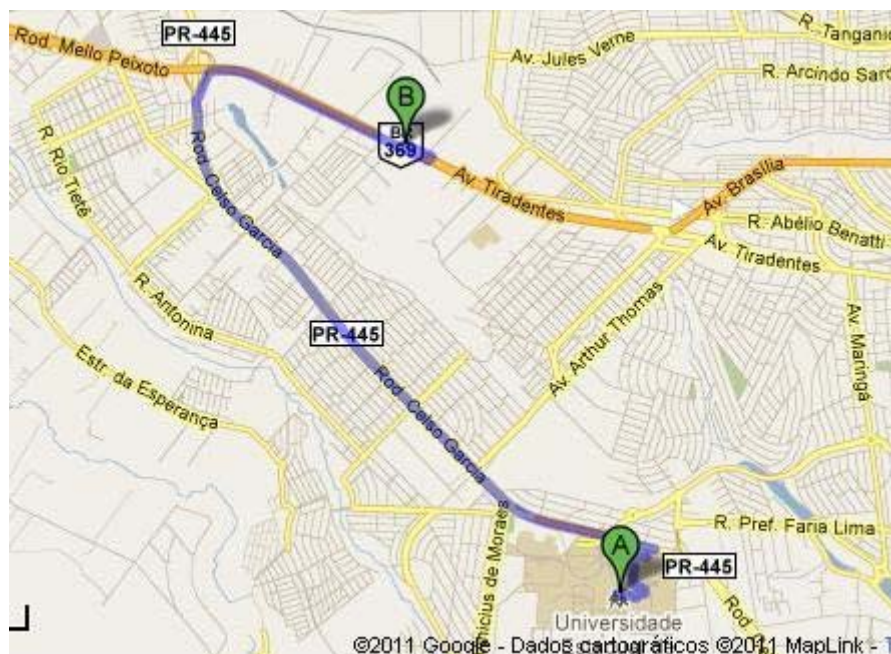 PR-445
R. Tanganic
Rod. Mello Peixoto
Av. Jules Verne
R. Arcindo Sard
B
BR
369
R. Rio Tietê
Rod. Celso Garcia
Av. Tiradentes
Av. Brasília
R. Abélio Benatti
Av. Tiradentes
R. Antonina
PR-445
Av. Arthur Thomas
Av. Maringá
Estr. da Esperança
Rod. Celso Garcia
R. Pref. Faria Lima
A
PR-445
inicius de Moraes
Rod.
Universidade
©2011 Google - Dados cartográficos ©2011 MapLink - T